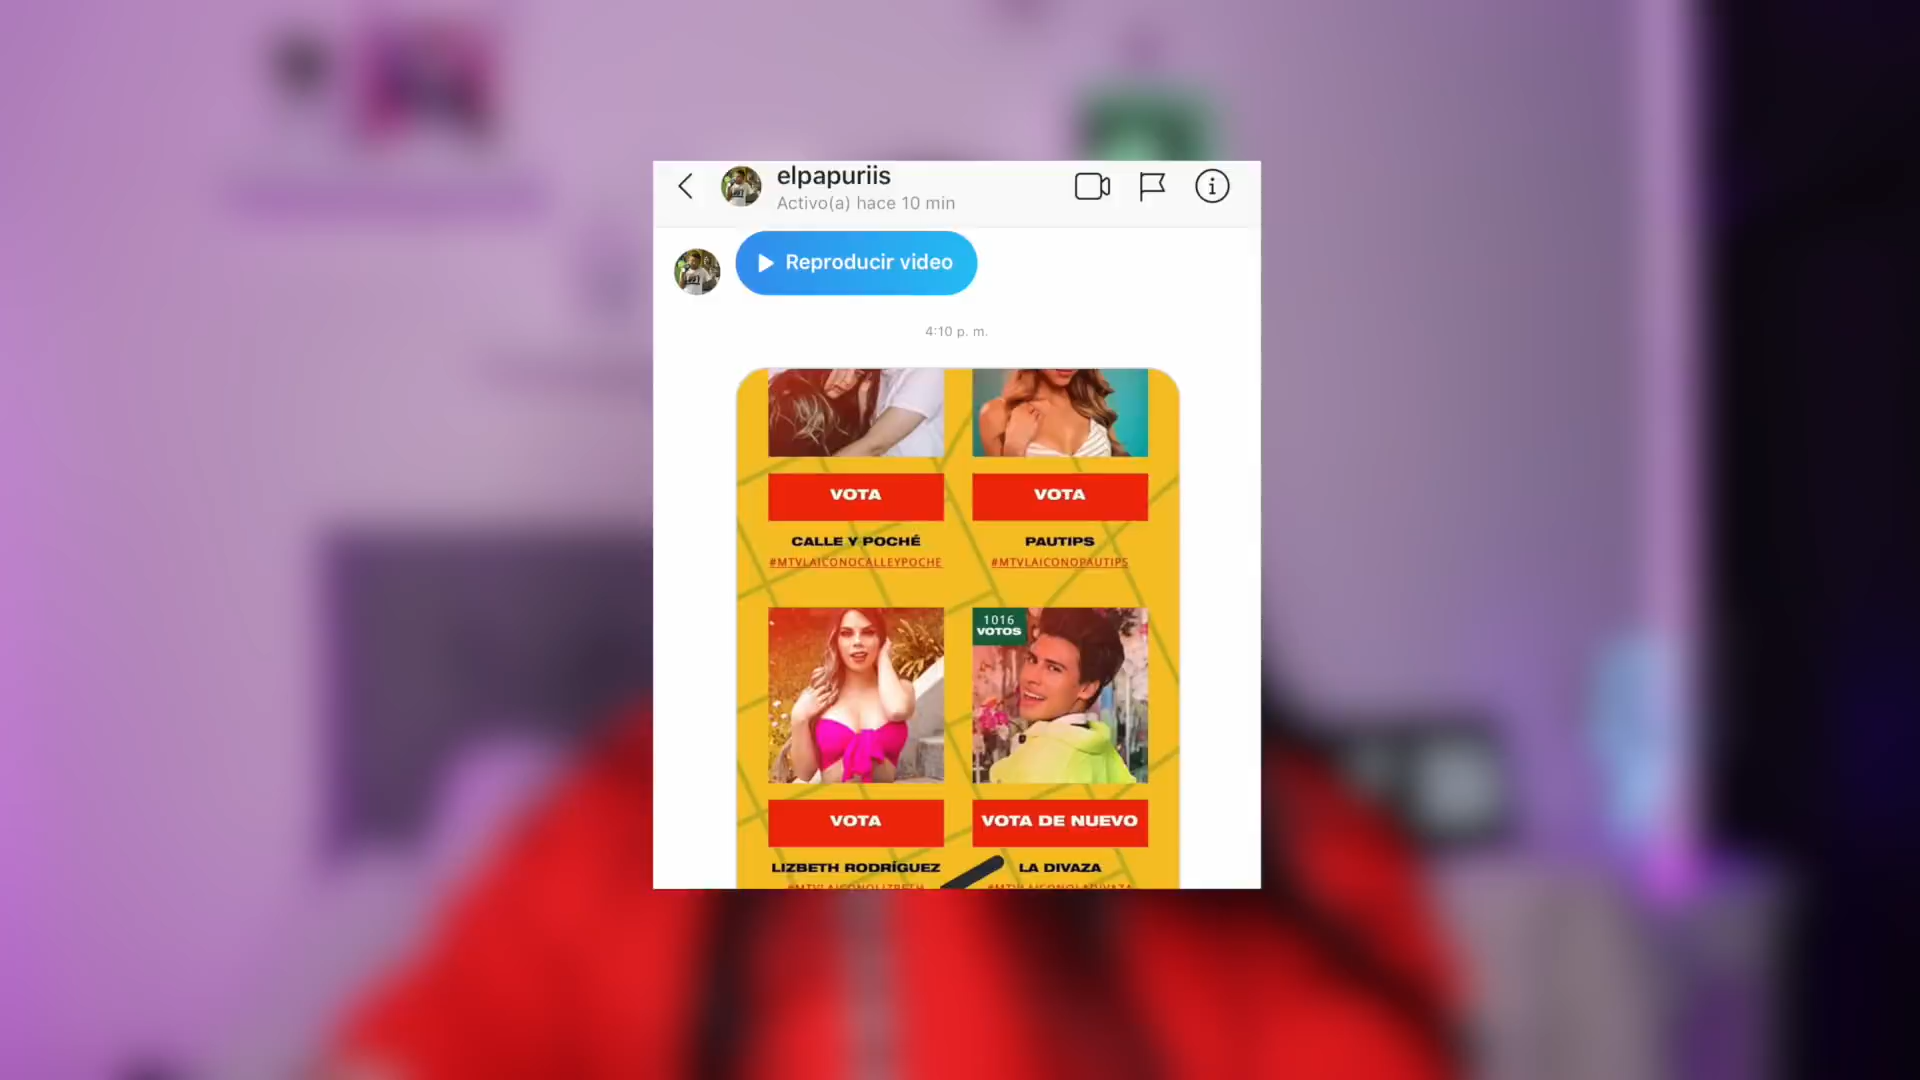 elpapuriis
Activo(a) hace 10 min
Reproducir video
4:10 p. m.
VOTA VOTA
CALLE Y POCHÉ PAUTIPS
#MTVLAICONOCALLEYPOCHE #MTVLAICONOPAUTIPS
1016
VOTOS
VOTA VOTA DE NUEVO
LIZBETH RODRÍGUEZ LA DIVAZA